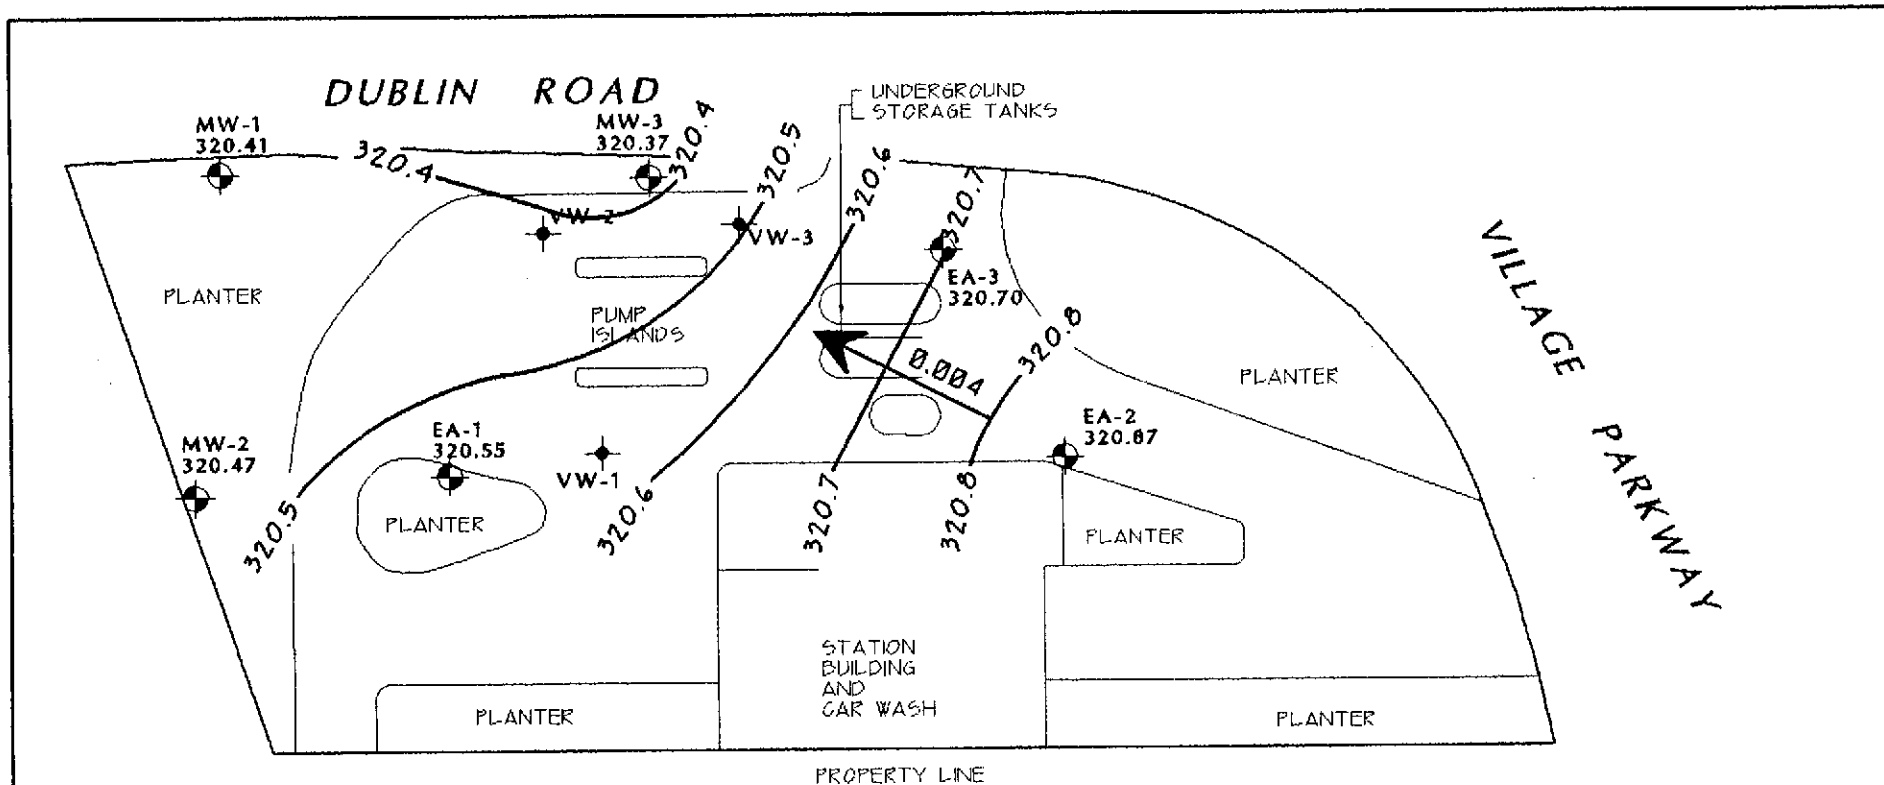 DUBLIN ROAD
UNDERGROUND
STORAGE TANKS
MW-1
320.41
MW-3
320.37
320.4
320.4
320.5
320.6
320.7
VW-2
VW-3
EA-3
320.70
PLANTER
PUMP
ISLANDS
0.004
320.8
PLANTER
VILLAGE PARKWAY
MW-2
320.47
EA-1
320.55
VW-1
EA-2
320.87
320.5
PLANTER
320.6
320.7
320.8
PLANTER
STATION
BUILDING
AND
CAR WASH
PLANTER
PLANTER
PROPERTY LINE